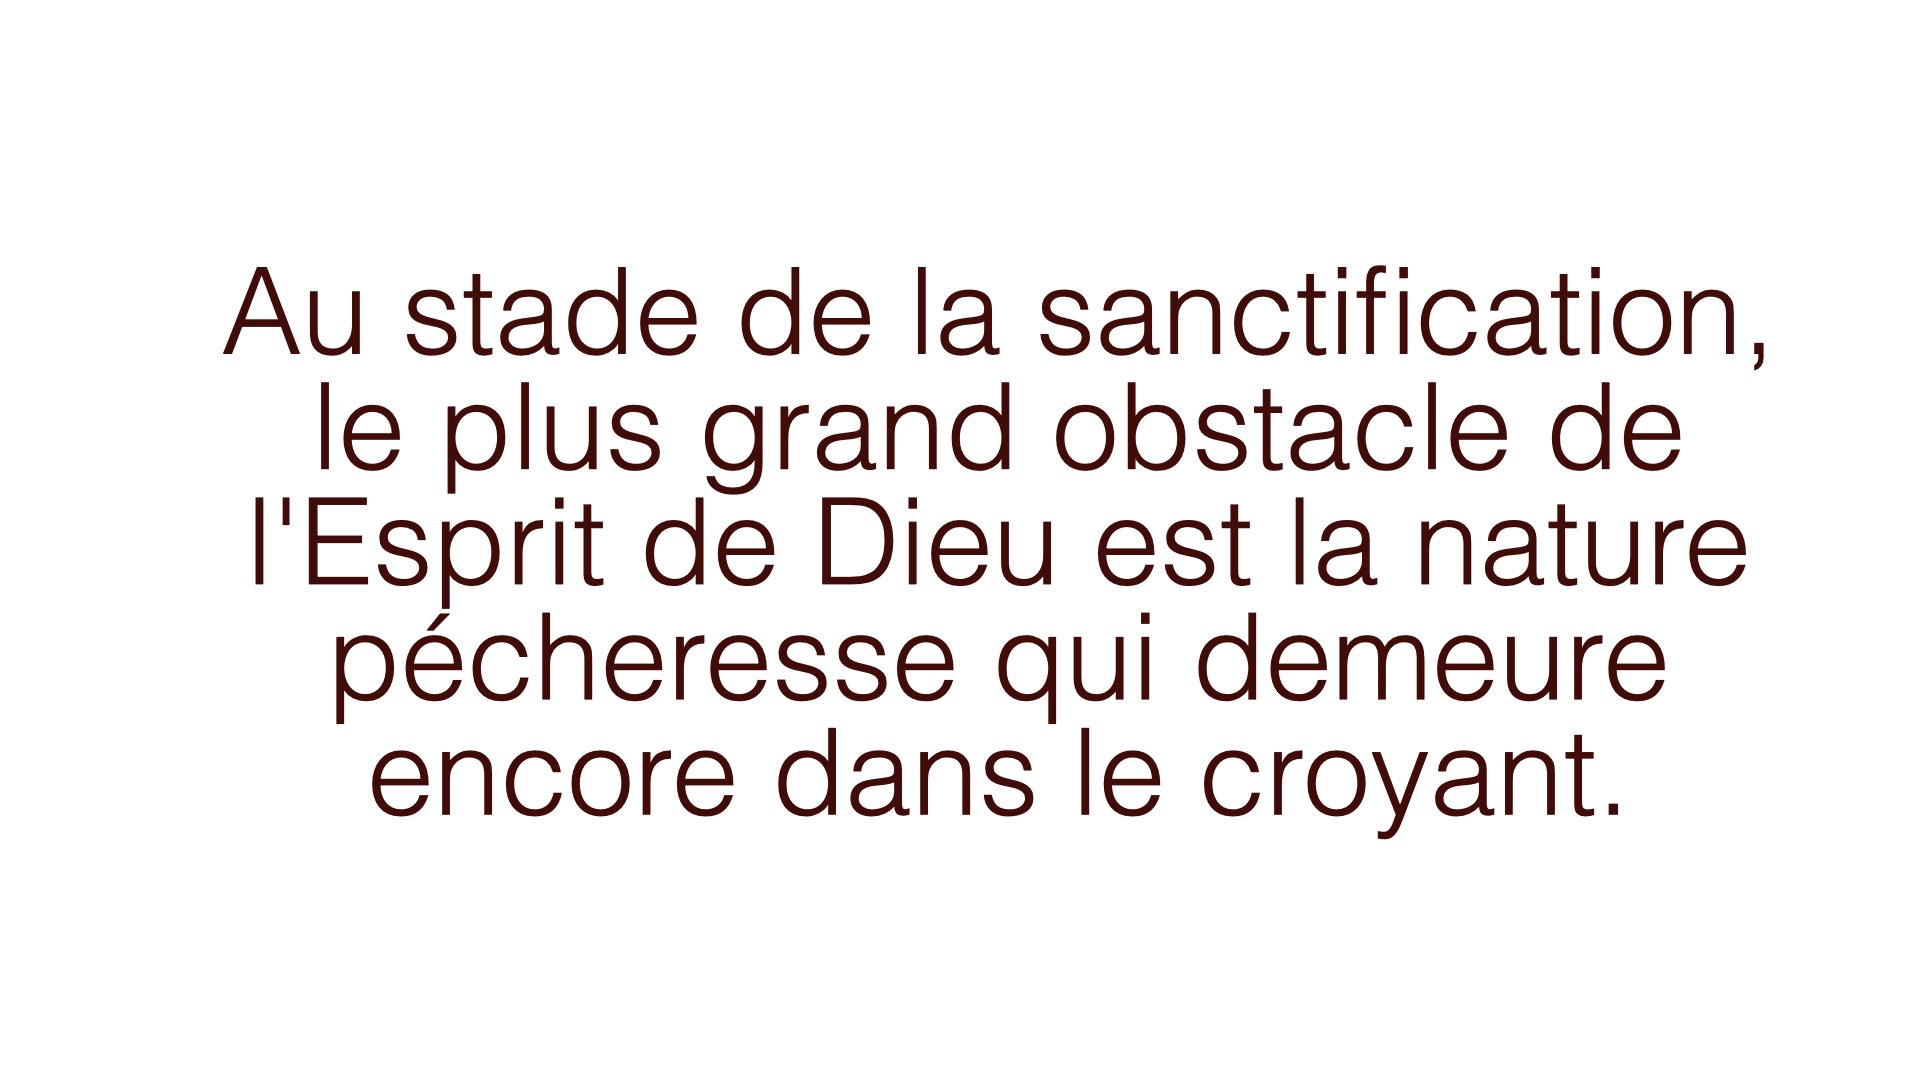 Au stade de la sanctification,
le plus grand obstacle de
l'Esprit de Dieu est la nature
pécheresse qui demeure
encore dans le croyant.